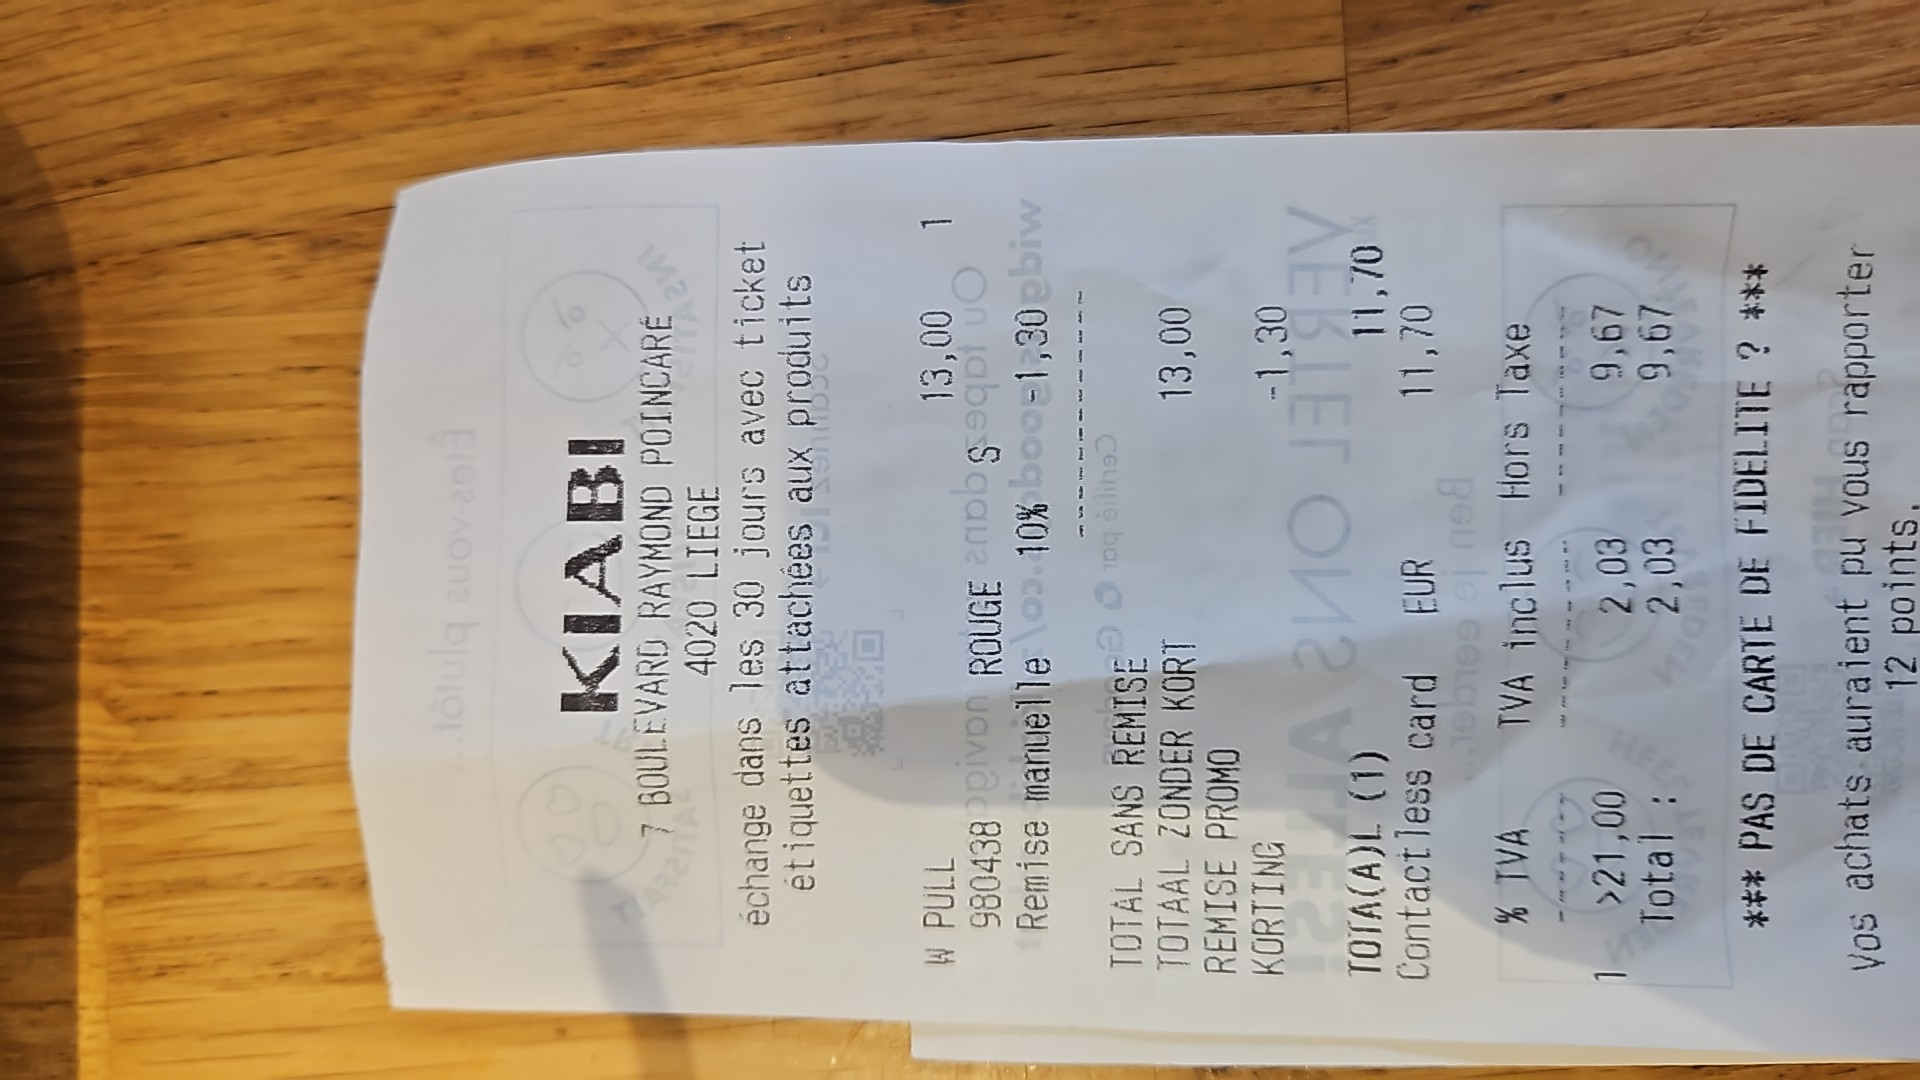 KIABI
7 BOULEVARD RAYMOND POINCARÉ
4020 LIEGE
échange dans les 30 jours avec ticket
étiquettes attachées aux produits
W PULL 13,00 1
980438 ROUGE S
Remise manuelle 10% -1,30
---------------
TOTAL SANS REMISE
TOTAAL ZONDER KORT 13,00
REMISE PROMO
KORTING -1,30
TOTA(A)L (1) 11,70
Contactless card EUR 11,70
% TVA TVA inclus Hors Taxe
1 >21,00 2,03 9,67
Total : 2,03 9,67
*** PAS DE CARTE DE FIDELITE ? ***
Vos achats auraient pu vous rapporter
12 points.